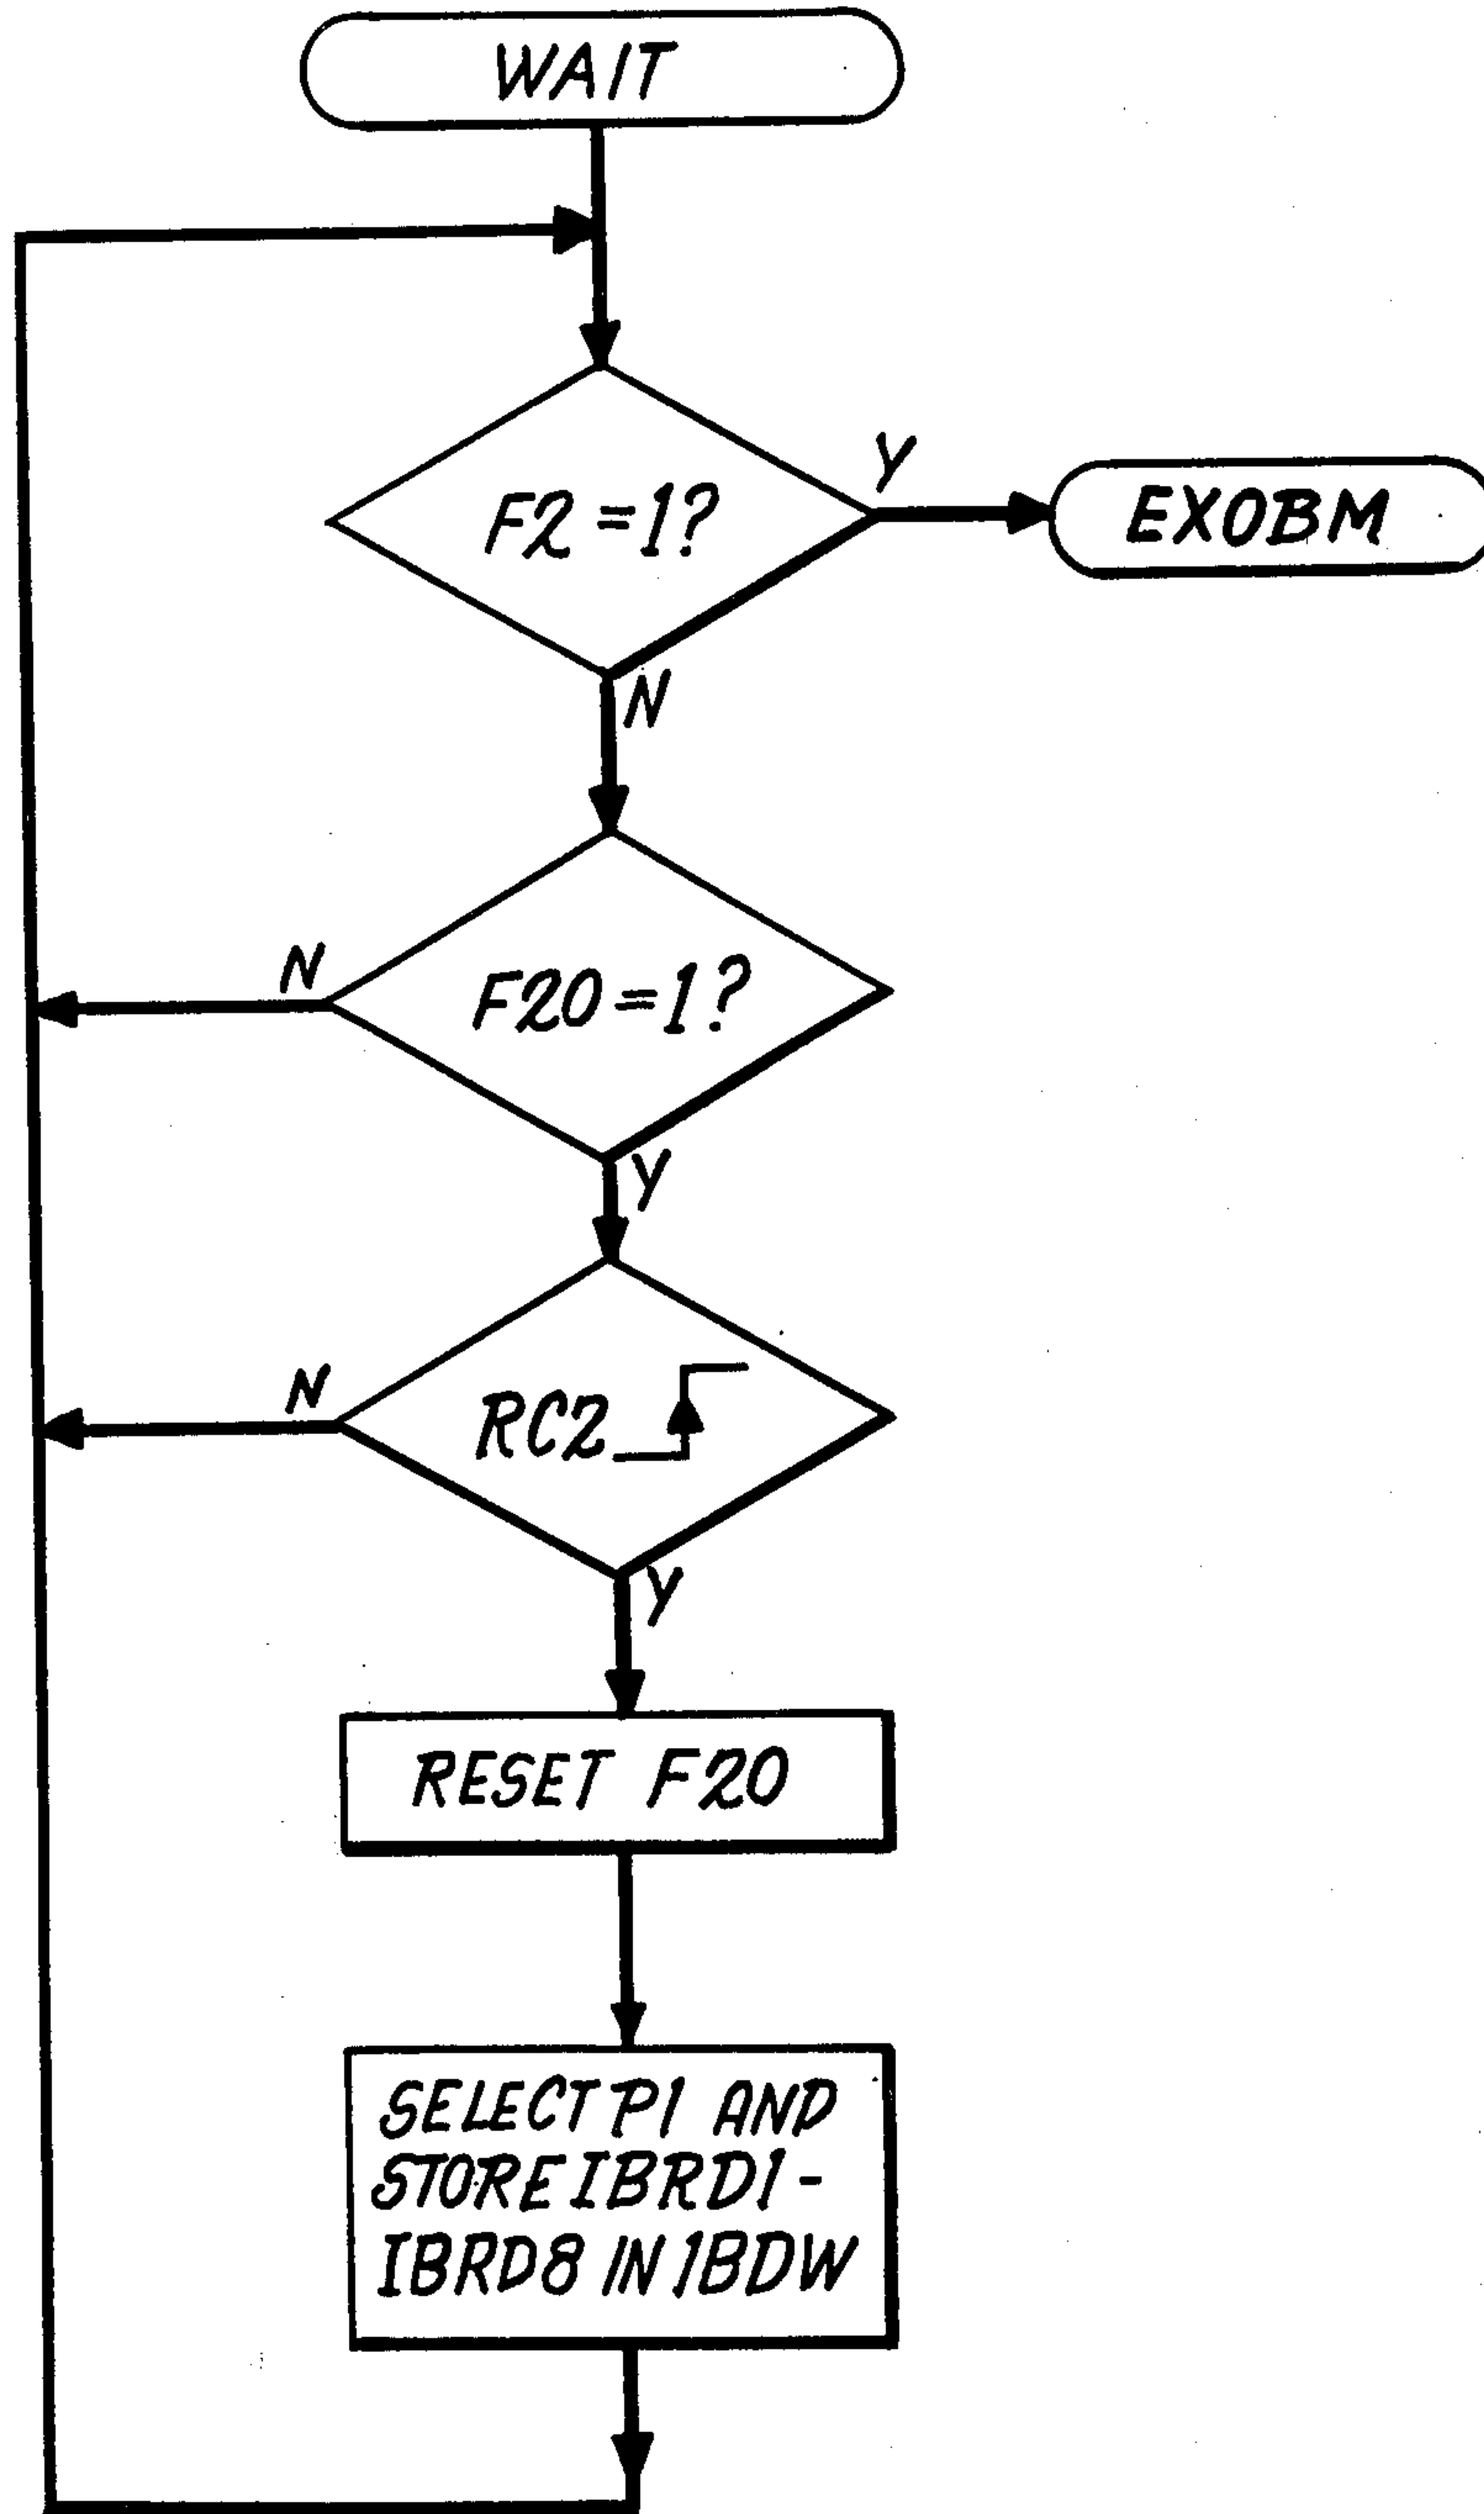 WAIT
F2=1?
Y
EXOBM
N
F20=1?
N
Y
RC2
N
Y
RESET F20
SELECT P1 AND
STORE IBRD1-
IBRD8 IN IBDW